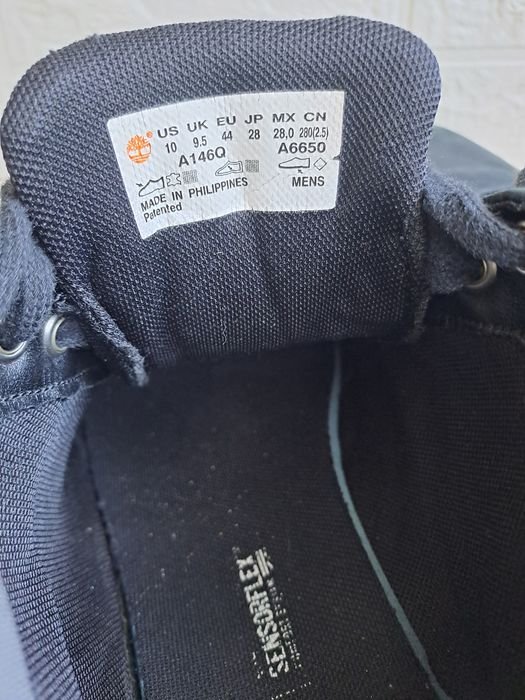 US UK EU JP MX CN
10 9.5 44 28 28.0 280(2.5)
A146Q A6650
MADE IN PHILIPPINES MENS
Patented
SENSORFLEX